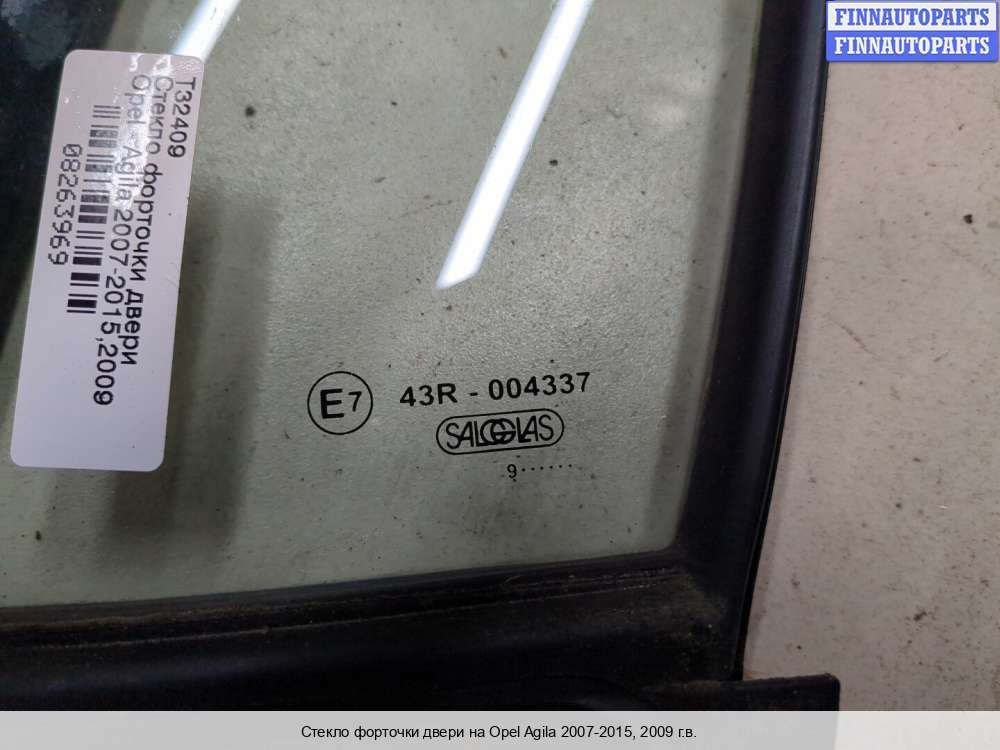 FINNAUTOPARTS
FINNAUTOPARTS
T32409
Стекло форточки двери
Opel - Agila 2007-2015,2009
08263969
E7 43R - 004337
SALGGLAS
9······
Стекло форточки двери на Opel Agila 2007-2015, 2009 г.в.